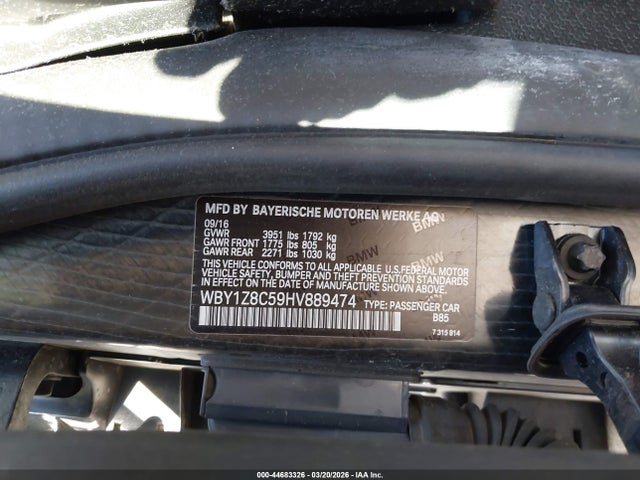 MFD BY BAYERISCHE MOTOREN WERKE AG
09/16
GVWR 3951 lbs 1792 kg
GAWR FRONT 1775 lbs 805 kg
GAWR REAR 2271 lbs 1030 kg
THIS VEHICLE CONFORMS TO ALL APPLICABLE U.S.FEDERAL MOTOR
VEHICLE SAFETY, BUMPER AND THEFT PREVENTION STANDARDS
IN EFFECT ON THE DATE OF MANUFACTURE SHOWN ABOVE.
WBY1Z8C59HV889474 TYPE: PASSENGER CAR
B85
7 315 814
BMW
BMW
BMW
000-44683326 | 03/20/2026 | IAA Inc.